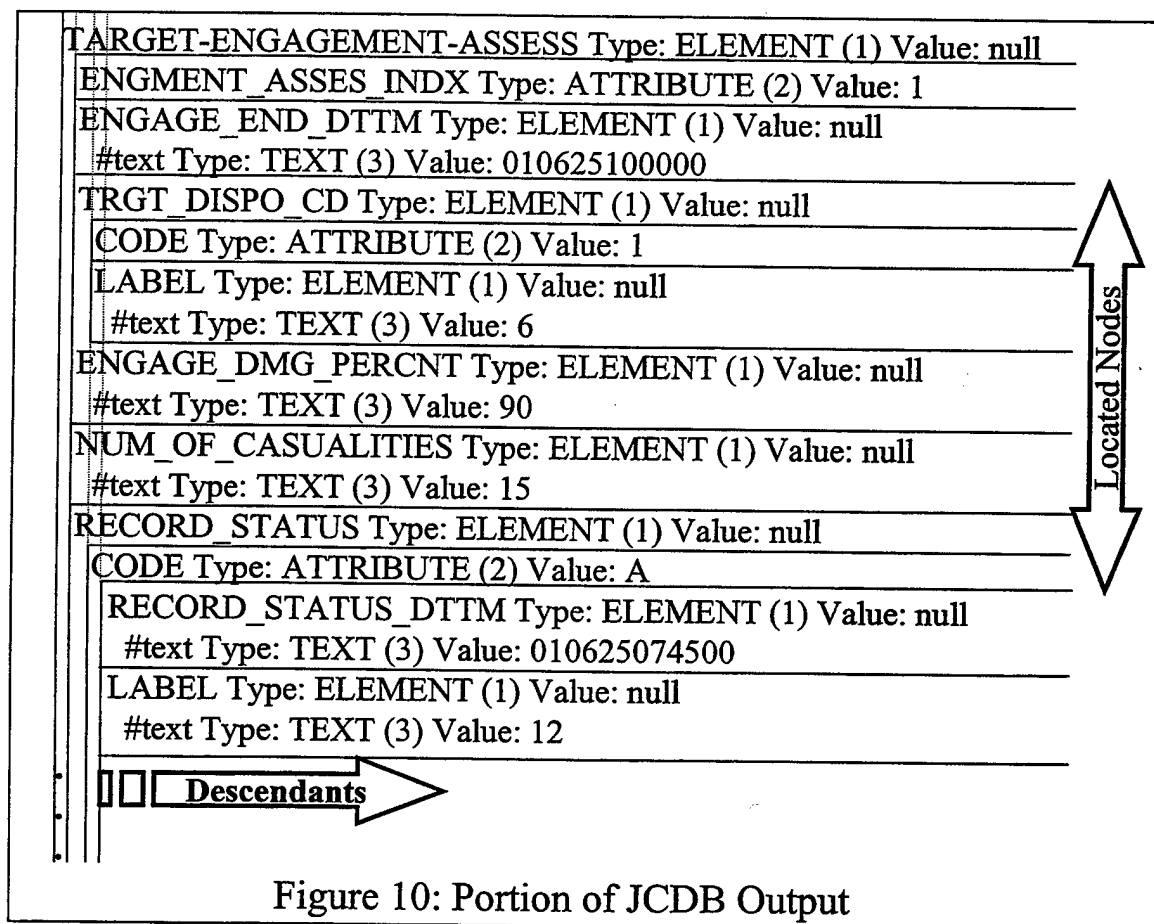 TARGET-ENGAGEMENT-ASSESS Type: ELEMENT (1) Value: null
ENGMENT_ASSES_INDX Type: ATTRIBUTE (2) Value: 1
ENGAGE_END_DTTM Type: ELEMENT (1) Value: null
#text Type: TEXT (3) Value: 010625100000
TRGT_DISPO_CD Type: ELEMENT (1) Value: null
CODE Type: ATTRIBUTE (2) Value: 1
LABEL Type: ELEMENT (1) Value: null
#text Type: TEXT (3) Value: 6
ENGAGE_DMG_PERCNT Type: ELEMENT (1) Value: null
#text Type: TEXT (3) Value: 90
NUM_OF_CASUALITIES Type: ELEMENT (1) Value: null
#text Type: TEXT (3) Value: 15
RECORD_STATUS Type: ELEMENT (1) Value: null
CODE Type: ATTRIBUTE (2) Value: A
RECORD_STATUS_DTTM Type: ELEMENT (1) Value: null
#text Type: TEXT (3) Value: 010625074500
LABEL Type: ELEMENT (1) Value: null
#text Type: TEXT (3) Value: 12
Located Nodes
Descendants
Figure 10: Portion of JCDB Output